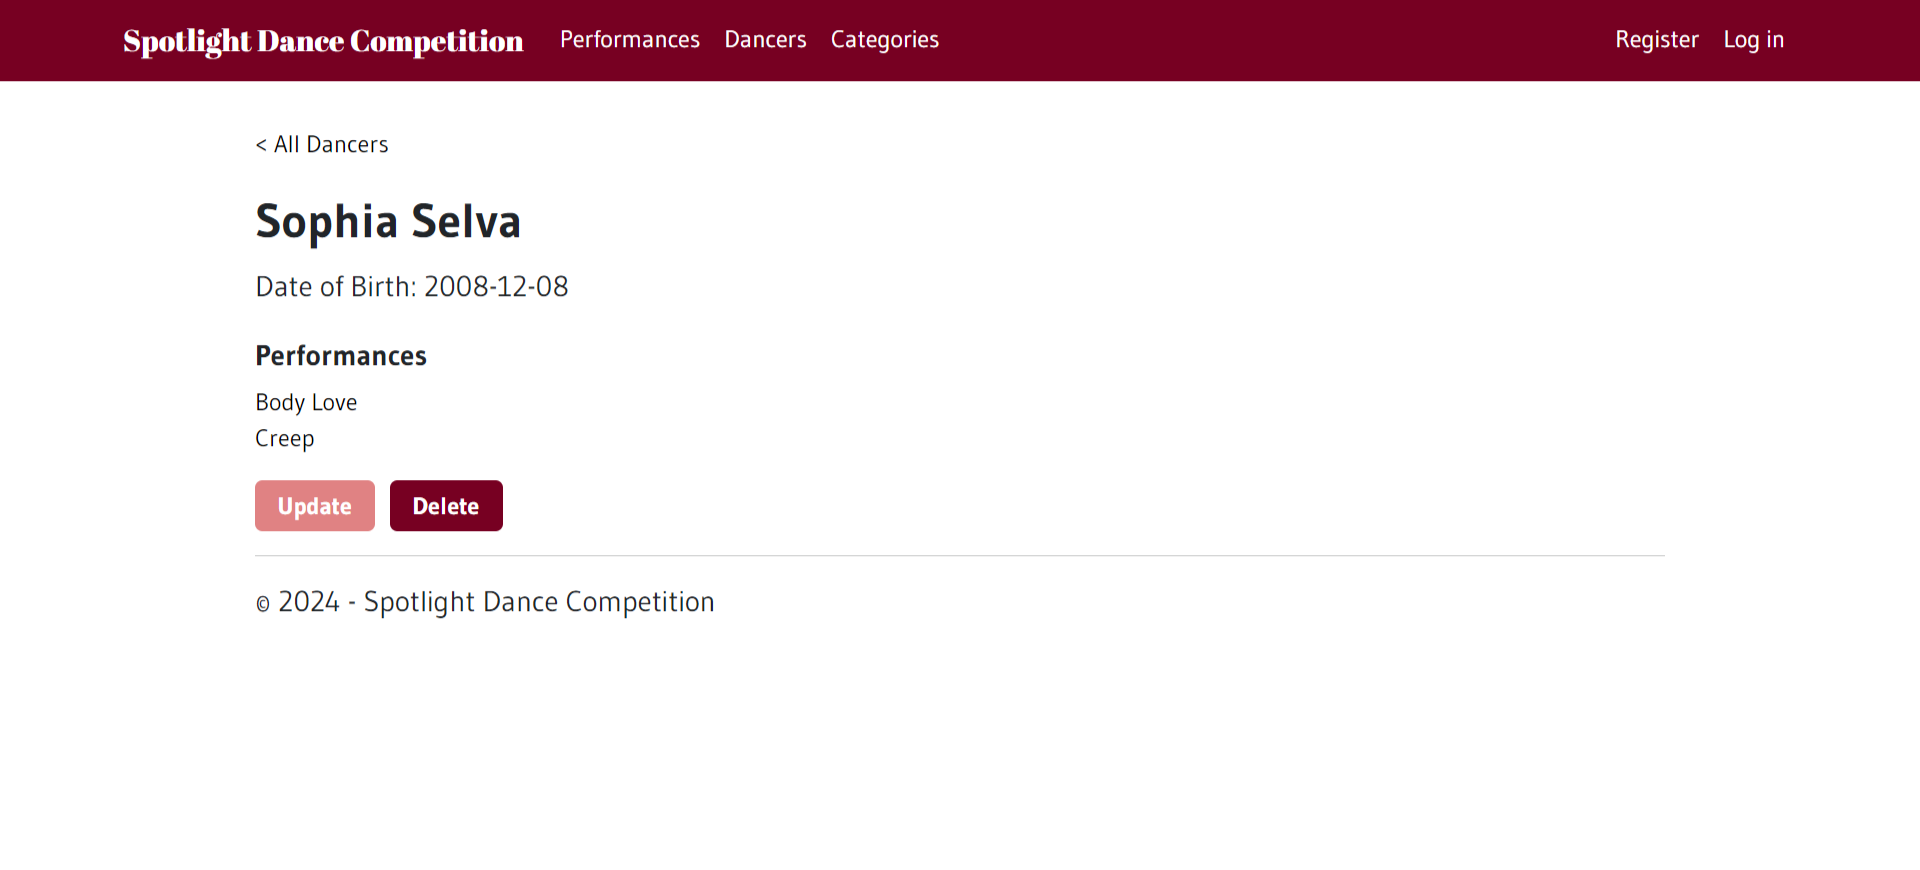 Spotlight Dance Competition Performances Dancers Categories Register Log in
< All Dancers
Sophia Selva
Date of Birth: 2008-12-08
Performances
Body Love
Creep
Update Delete
© 2024 - Spotlight Dance Competition